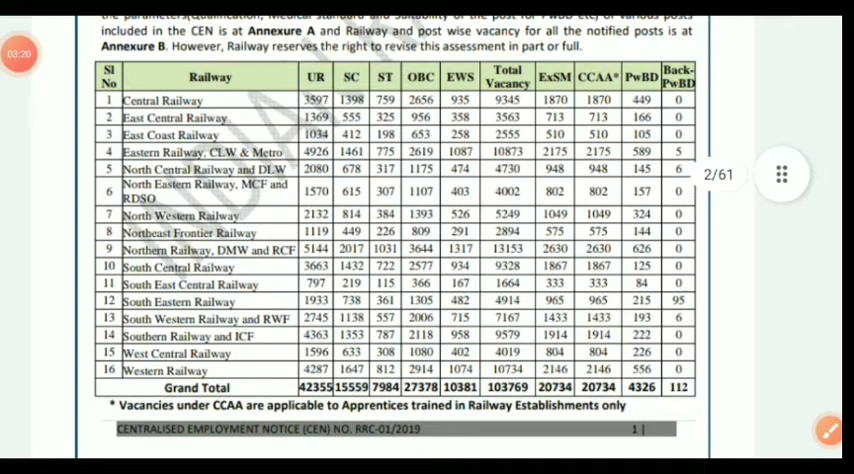 03:20
the parameters(Qualification, Medical standard and Suitability of the post for PwBD etc) of various posts
included in the CEN is at Annexure A and Railway and post wise vacancy for all the notified posts is at
Annexure B. However, Railway reserves the right to revise this assessment in part or full.
Sl No Railway UR SC ST OBC EWS Total Vacancy ExSM CCAA* PwBD Back-PwBD
1 Central Railway 3597 1398 759 2656 935 9345 1870 1870 449 0
2 East Central Railway 1369 555 325 956 358 3563 713 713 166 0
3 East Coast Railway 1034 412 198 653 258 2555 510 510 105 0
4 Eastern Railway, CLW & Metro 4926 1461 775 2619 1087 10873 2175 2175 589 5
5 North Central Railway and DLW 2080 678 317 1175 474 4730 948 948 145 6
6 North Eastern Railway, MCF and RDSO 1570 615 307 1107 403 4002 802 802 157 0
7 North Western Railway 2132 814 384 1393 526 5249 1049 1049 324 0
8 Northeast Frontier Railway 1119 449 226 809 291 2894 575 575 144 0
9 Northern Railway, DMW and RCF 5144 2017 1031 3644 1317 13153 2630 2630 626 0
10 South Central Railway 3663 1432 722 2577 934 9328 1867 1867 125 0
11 South East Central Railway 797 219 115 366 167 1664 333 333 84 0
12 South Eastern Railway 1933 738 361 1305 482 4914 965 965 215 95
13 South Western Railway and RWF 2745 1138 557 2006 715 7167 1433 1433 193 6
14 Southern Railway and ICF 4363 1353 787 2118 958 9579 1914 1914 222 0
15 West Central Railway 1596 633 308 1080 402 4019 804 804 226 0
16 Western Railway 4287 1647 812 2914 1074 10734 2146 2146 556 0
Grand Total 42355 15559 7984 27378 10381 103769 20734 20734 4326 112
* Vacancies under CCAA are applicable to Apprentices trained in Railway Establishments only
CENTRALISED EMPLOYMENT NOTICE (CEN) NO. RRC-01/2019 1 |
2/61